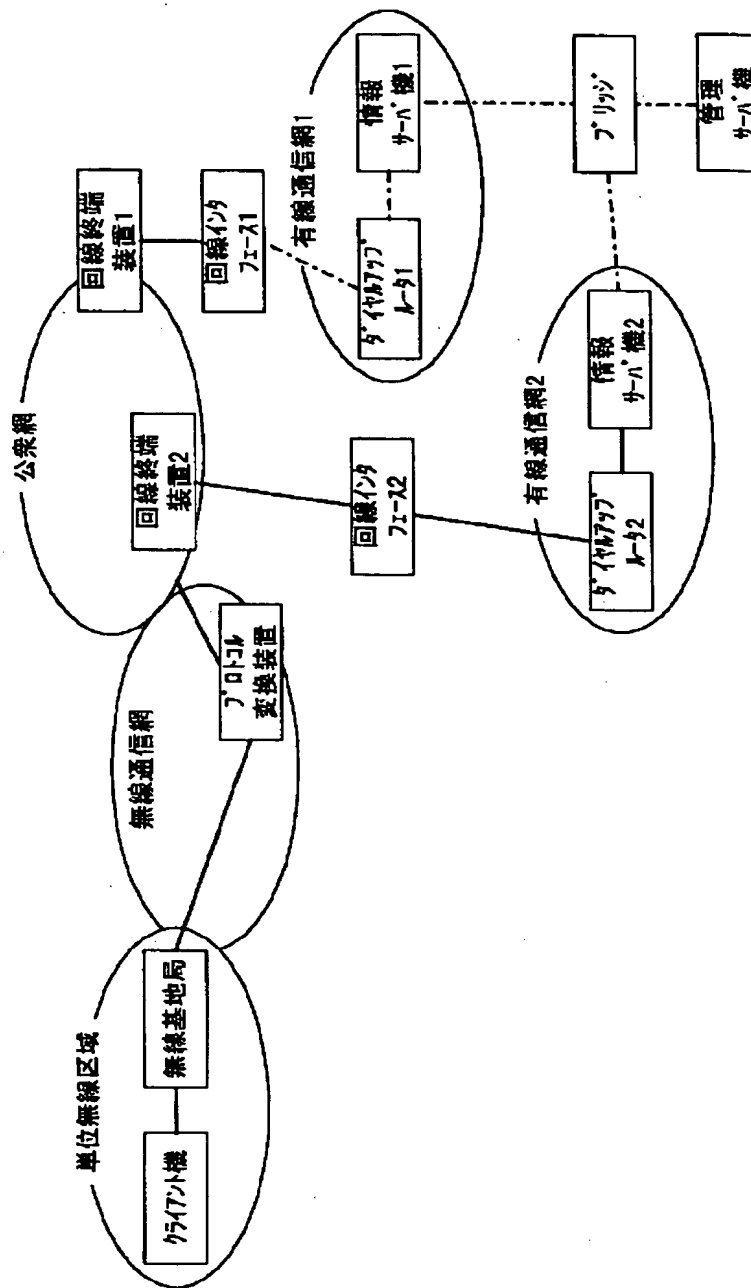 単位無線区域
クライアント機
無線基地局
無線通信網
プロトコル
変換装置
公衆網
回線終端
装置2
回線終端
装置1
回線インタ
フェース1
回線インタ
フェース2
有線通信網1
ダイヤルアップ
ルータ1
情報
サーバ機1
有線通信網2
ダイヤルアップ
ルータ2
情報
サーバ機2
ブリッジ
管理
サーバ機